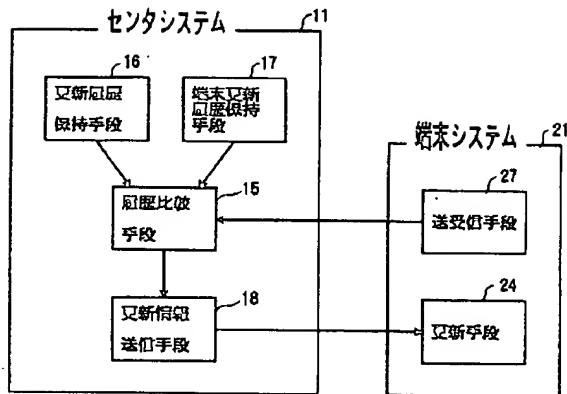 センタシステム
11
16
更新履歴
保持手段
17
端末更新
履歴保持
手段
15
履歴比較
手段
18
更新情報
送信手段
端末システム
21
27
送受信手段
24
更新手段